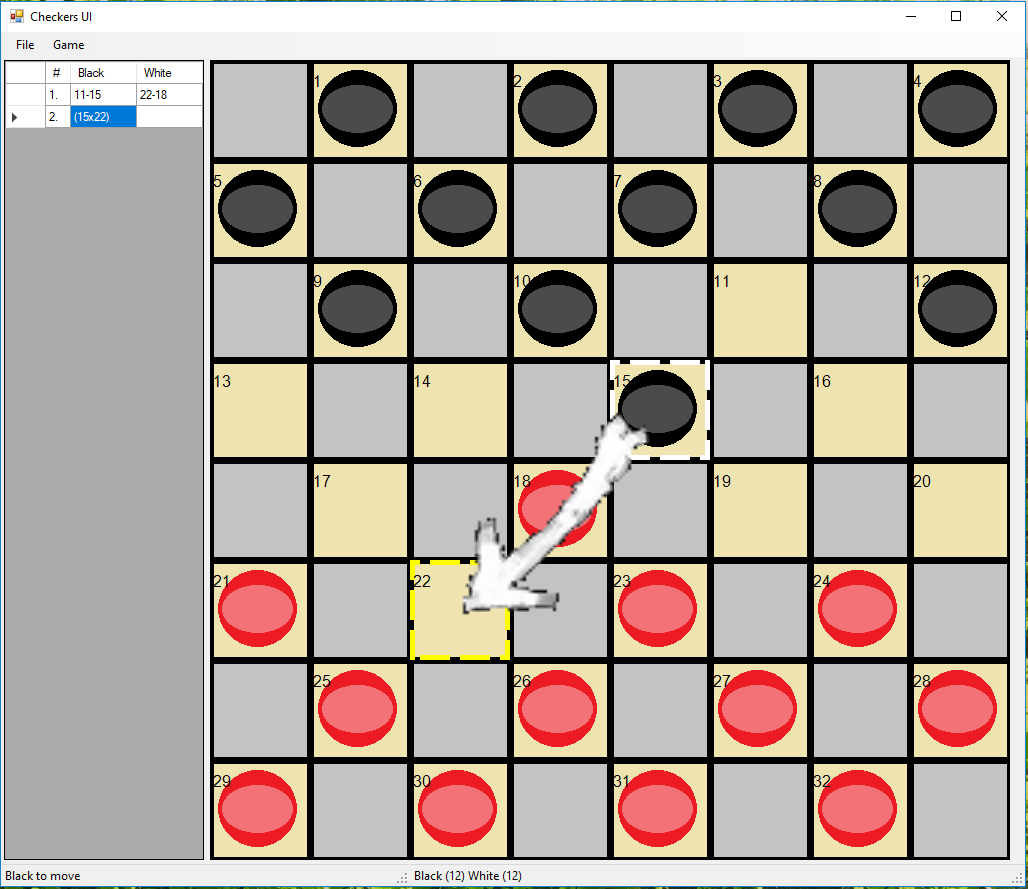 Checkers UI
File Game
# Black White
1. 11-15 22-18
2. (15x22)
1 2 3 4
5 6 7 8
9 10 11 12
13 14 15 16
17 18 19 20
21 22 23 24
25 26 27 28
29 30 31 32
Black to move Black (12) White (12)